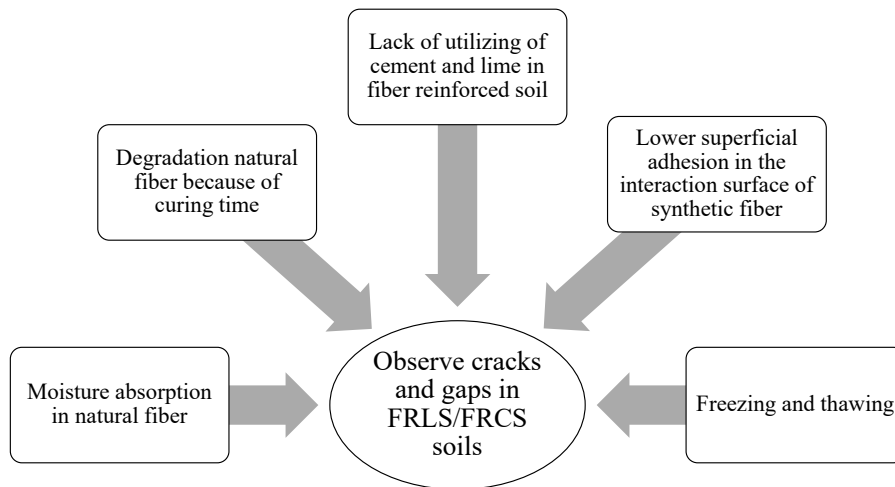 Lack of utilizing of
cement and lime in
fiber reinforced soil
Degradation natural
fiber because of
curing time
Lower superficial
adhesion in the
interaction surface of
synthetic fiber
Moisture absorption
in natural fiber
Observe cracks
and gaps in
FRLS/FRCS
soils
Freezing and thawing